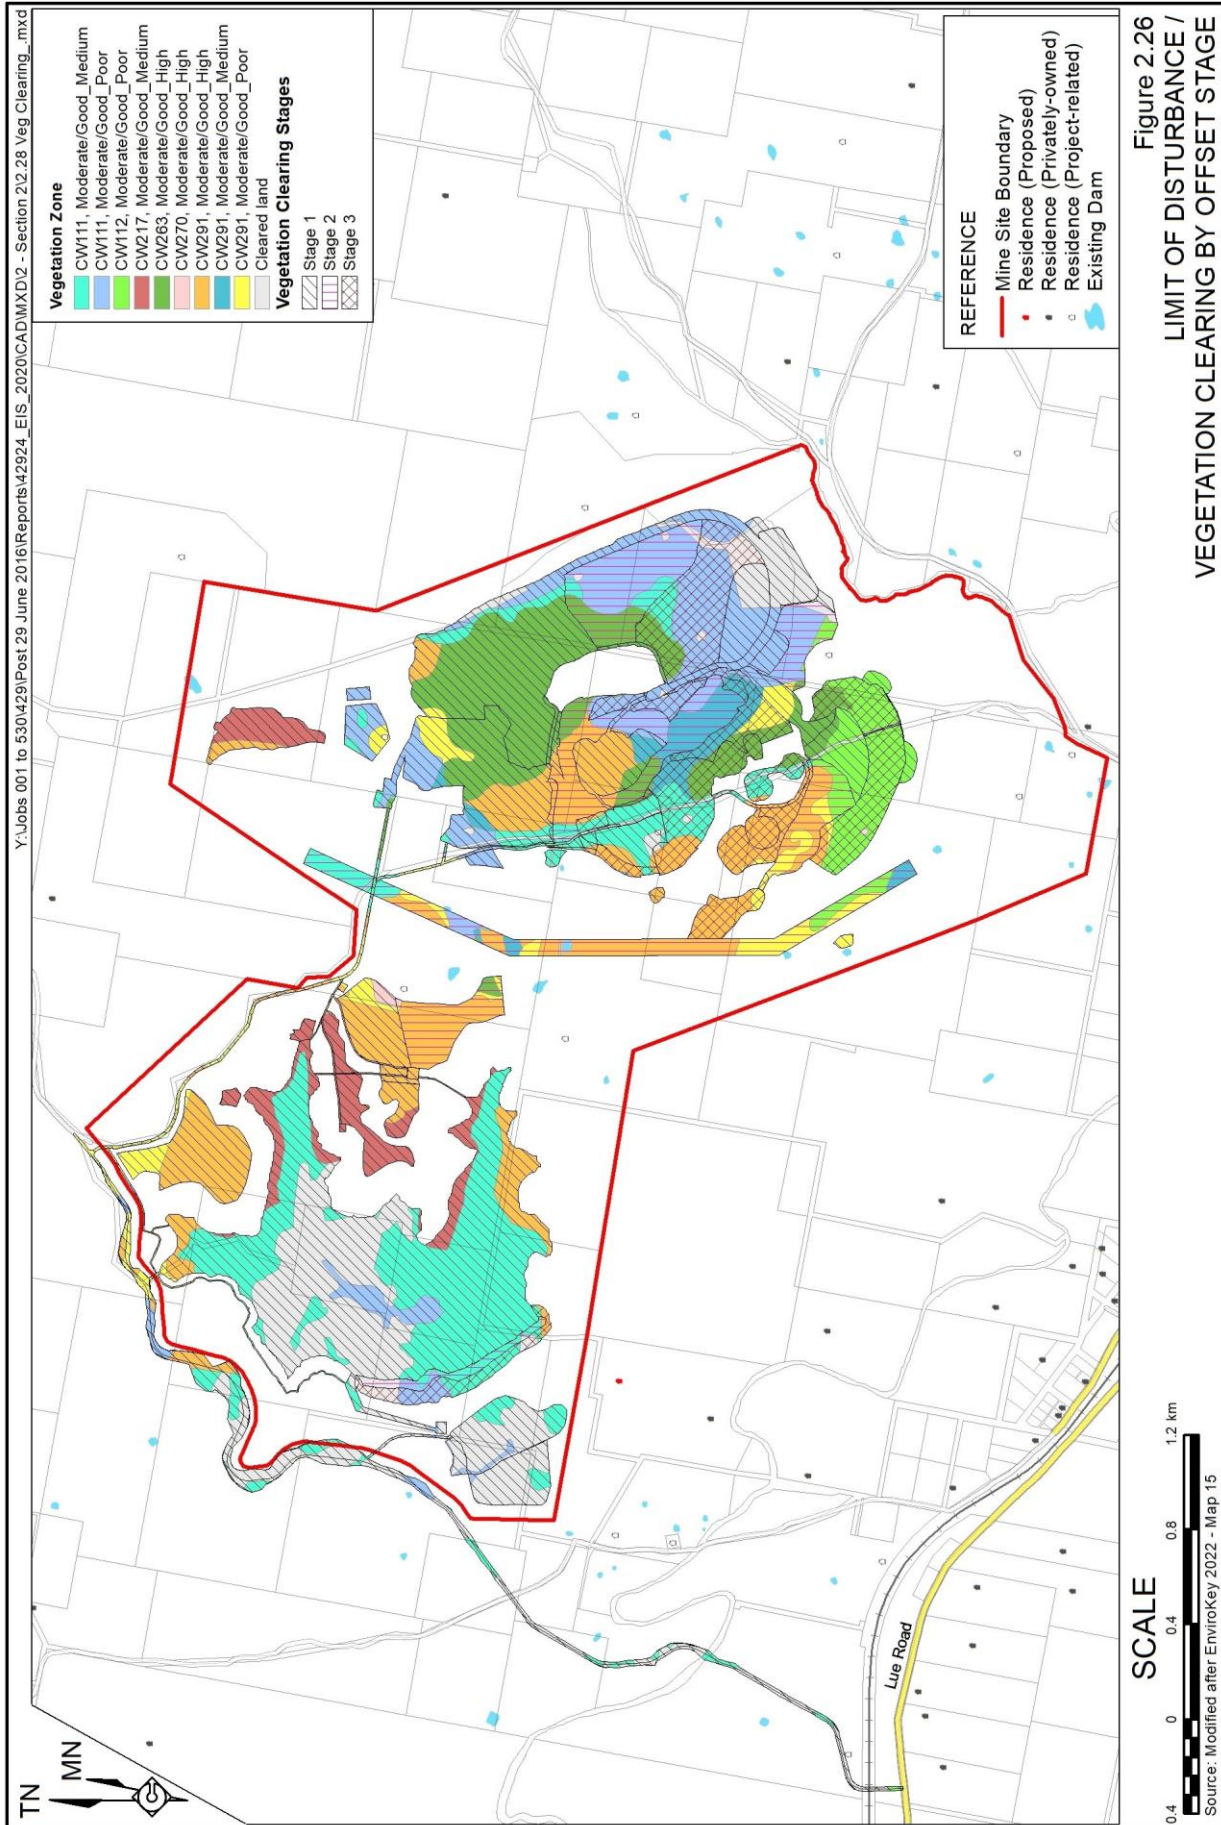 Y:\Jobs 001 to 530\429\Post 29 June 2016\Reports\42924_EIS_2020\CAD\MXD\2 - Section 2\2.28 Veg Clearing_.mxd
TN
MN
Vegetation Zone
CW111, Moderate/Good_Medium
CW111, Moderate/Good_Poor
CW112, Moderate/Good_Poor
CW217, Moderate/Good_Medium
CW263, Moderate/Good_High
CW270, Moderate/Good_High
CW291, Moderate/Good_High
CW291, Moderate/Good_Medium
CW291, Moderate/Good_Poor
Cleared land
Vegetation Clearing Stages
Stage 1
Stage 2
Stage 3
Lue Road
REFERENCE
Mine Site Boundary
Residence (Proposed)
Residence (Privately-owned)
Residence (Project-related)
Existing Dam
SCALE
0.4 0 0.4 0.8 1.2 km
Source: Modified after EnviroKey 2022 - Map 15
Figure 2.26
LIMIT OF DISTURBANCE /
VEGETATION CLEARING BY OFFSET STAGE